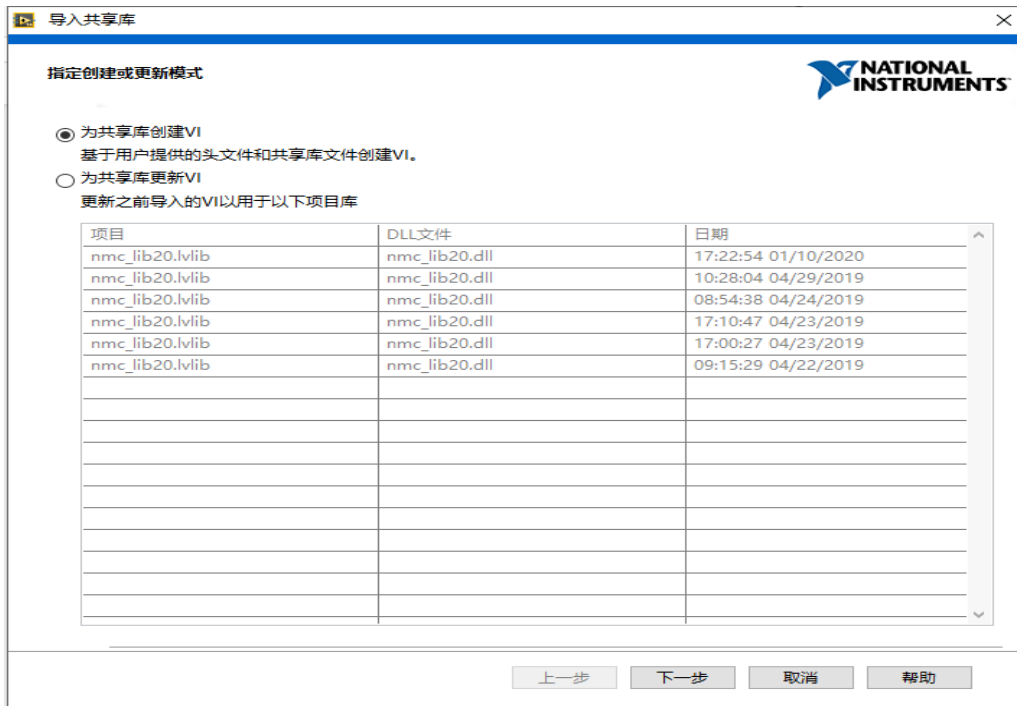 导入共享库
指定创建或更新模式
NATIONAL
INSTRUMENTS
为共享库创建VI
基于用户提供的头文件和共享库文件创建VI。
为共享库更新VI
更新之前导入的VI以用于以下项目库
项目 DLL文件 日期
nmc_lib20.lvlib nmc_lib20.dll 17:22:54 01/10/2020
nmc_lib20.lvlib nmc_lib20.dll 10:28:04 04/29/2019
nmc_lib20.lvlib nmc_lib20.dll 08:54:38 04/24/2019
nmc_lib20.lvlib nmc_lib20.dll 17:10:47 04/23/2019
nmc_lib20.lvlib nmc_lib20.dll 17:00:27 04/23/2019
nmc_lib20.lvlib nmc_lib20.dll 09:15:29 04/22/2019
上一步 下一步 取消 帮助